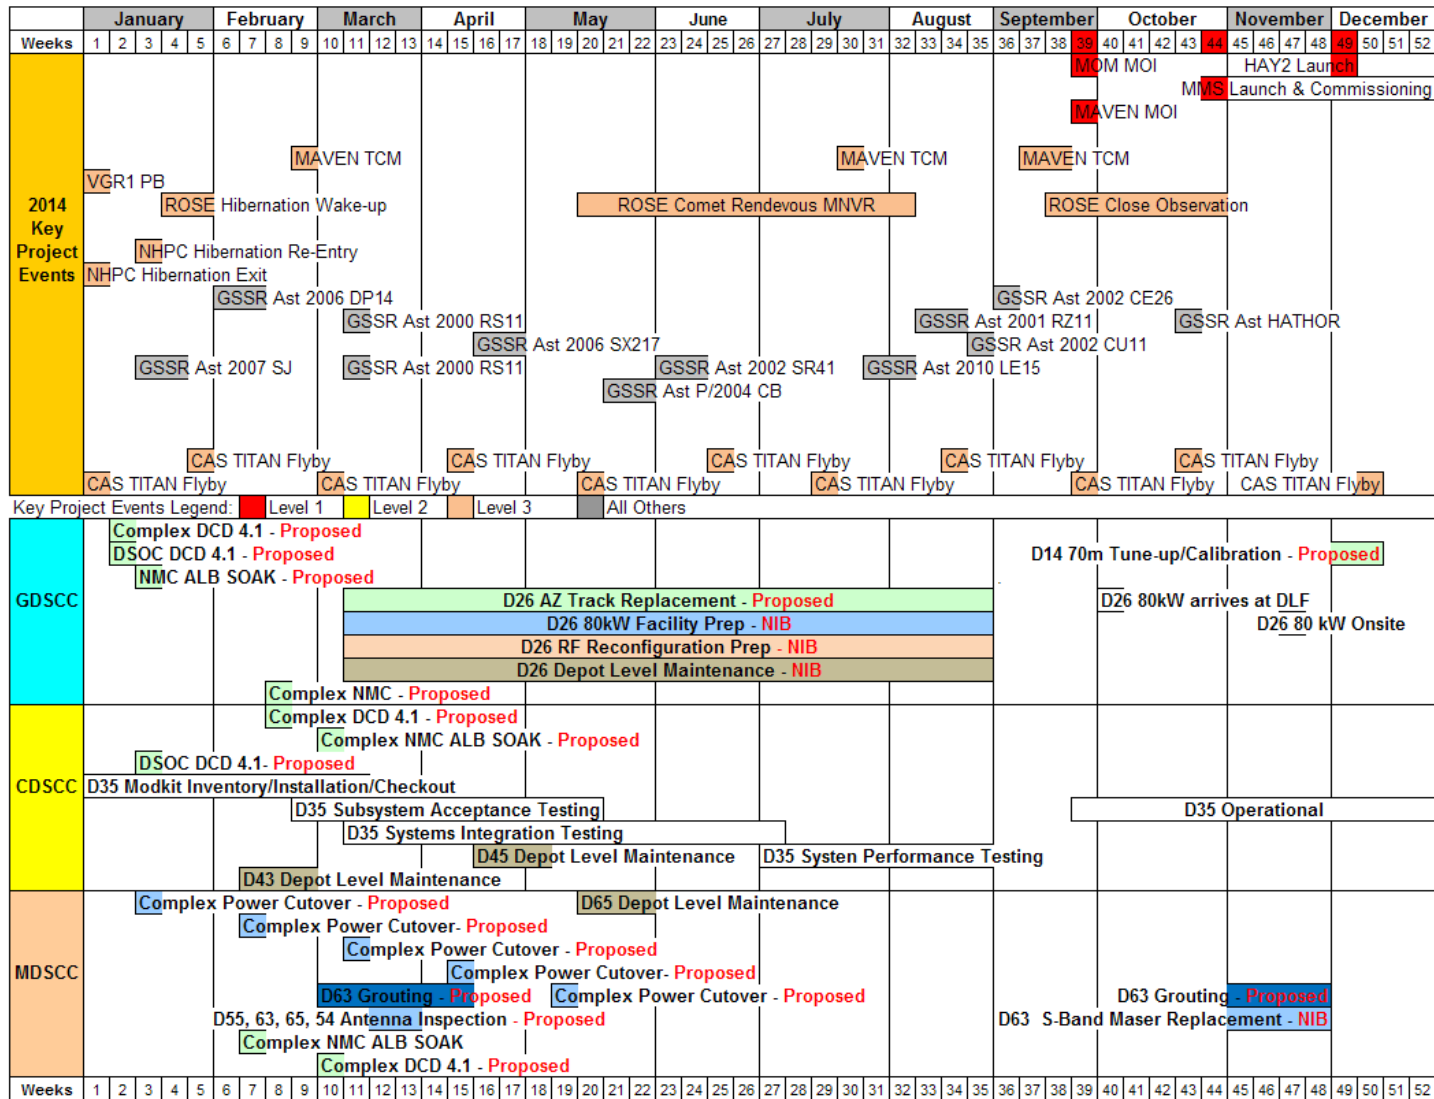 January February March April May June July August September October November December
Weeks 1 2 3 4 5 6 7 8 9 10 11 12 13 14 15 16 17 18 19 20 21 22 23 24 25 26 27 28 29 30 31 32 33 34 35 36 37 38 39 40 41 42 43 44 45 46 47 48 49 50 51 52
2014
Key
Project
Events
MOM MOI HAY2 Launch
MMS Launch & Commissioning
MAVEN MOI
MAVEN TCM MAVEN TCM MAVEN TCM
VGR1 PB
ROSE Hibernation Wake-up ROSE Comet Rendevous MNVR ROSE Close Observation
NHPC Hibernation Re-Entry
NHPC Hibernation Exit
GSSR Ast 2006 DP14 GSSR Ast 2002 CE26
GSSR Ast 2000 RS11 GSSR Ast 2001 RZ11 GSSR Ast HATHOR
GSSR Ast 2006 SX217 GSSR Ast 2002 CU11
GSSR Ast 2007 SJ GSSR Ast 2000 RS11 GSSR Ast 2002 SR41 GSSR Ast 2010 LE15
GSSR Ast P/2004 CB
CAS TITAN Flyby CAS TITAN Flyby CAS TITAN Flyby CAS TITAN Flyby CAS TITAN Flyby
CAS TITAN Flyby CAS TITAN Flyby CAS TITAN Flyby CAS TITAN Flyby CAS TITAN Flyby CAS TITAN Flyby
Key Project Events Legend: Level 1 Level 2 Level 3 All Others
GDSCC
Complex DCD 4.1 - Proposed
DSOC DCD 4.1 - Proposed D14 70m Tune-up/Calibration - Proposed
NMC ALB SOAK - Proposed
D26 AZ Track Replacement - Proposed D26 80kW arrives at DLF
D26 80kW Facility Prep - NIB D26 80 kW Onsite
D26 RF Reconfiguration Prep - NIB
D26 Depot Level Maintenance - NIB
Complex NMC - Proposed
CDSCC
Complex DCD 4.1 - Proposed
Complex NMC ALB SOAK - Proposed
DSOC DCD 4.1- Proposed
D35 Modkit Inventory/Installation/Checkout
D35 Subsystem Acceptance Testing D35 Operational
D35 Systems Integration Testing
D45 Depot Level Maintenance D35 Systen Performance Testing
D43 Depot Level Maintenance
MDSCC
Complex Power Cutover - Proposed D65 Depot Level Maintenance
Complex Power Cutover- Proposed
Complex Power Cutover - Proposed
Complex Power Cutover- Proposed
D63 Grouting - Proposed Complex Power Cutover - Proposed D63 Grouting - Proposed
D55, 63, 65, 54 Antenna Inspection - Proposed D63 S-Band Maser Replacement - NIB
Complex NMC ALB SOAK
Complex DCD 4.1 - Proposed
Weeks 1 2 3 4 5 6 7 8 9 10 11 12 13 14 15 16 17 18 19 20 21 22 23 24 25 26 27 28 29 30 31 32 33 34 35 36 37 38 39 40 41 42 43 44 45 46 47 48 49 50 51 52